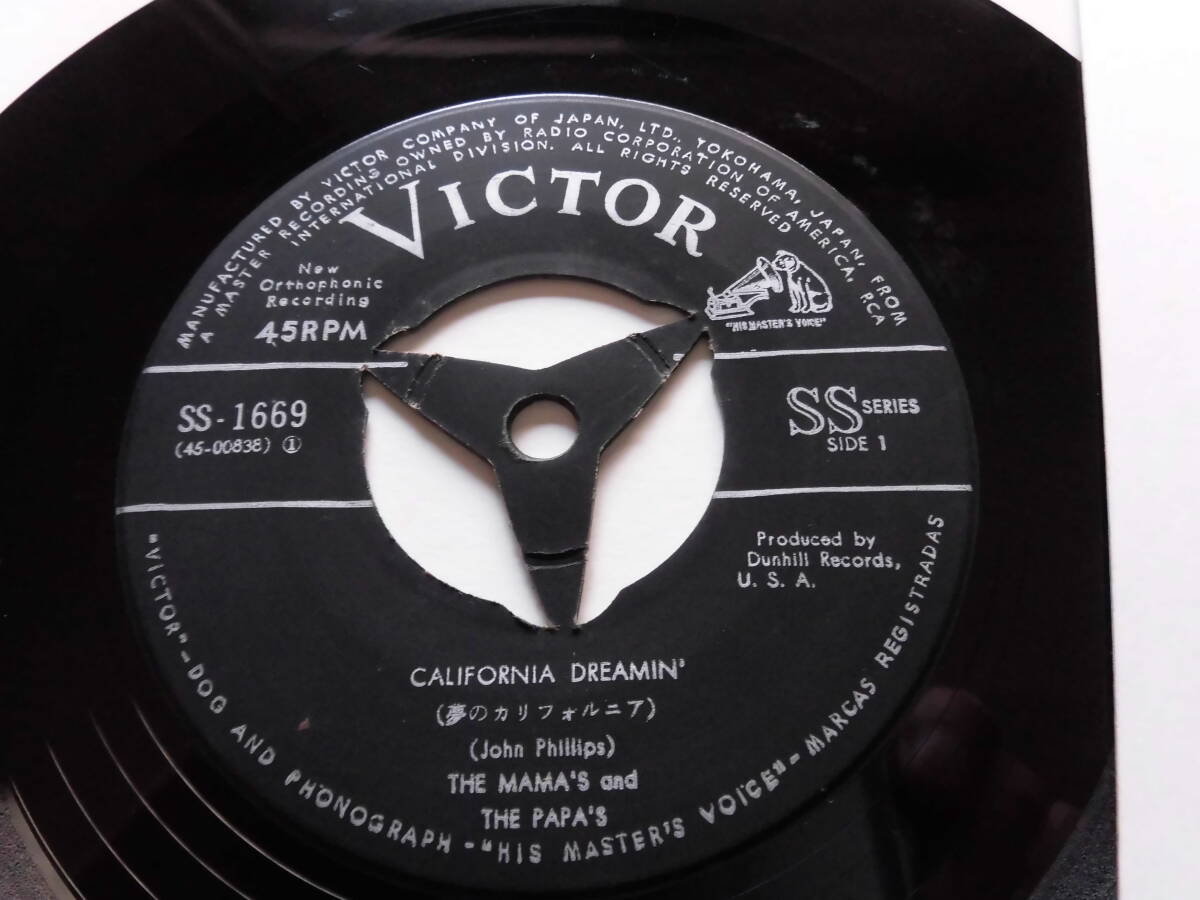 MANUFACTURED BY VICTOR COMPANY OF JAPAN, LTD., YOKOHAMA, JAPAN, FROM
A MASTER RECORDING OWNED BY RADIO CORPORATION OF AMERICA, RCA
INTERNATIONAL DIVISION. ALL RIGHTS RESERVED
VICTOR
New
Orthophonic
Recording
45RPM
"HIS MASTER'S VOICE"
SS-1669
(45-00838) ①
SS SERIES
SIDE 1
Produced by
Dunhill Records,
U. S. A.
CALIFORNIA DREAMIN'
(夢のカリフォルニア)
(John Phillips)
THE MAMA'S and
THE PAPA'S
"VICTOR"-DOG AND PHONOGRAPH-"HIS MASTER'S VOICE"-MARCAS REGISTRADAS